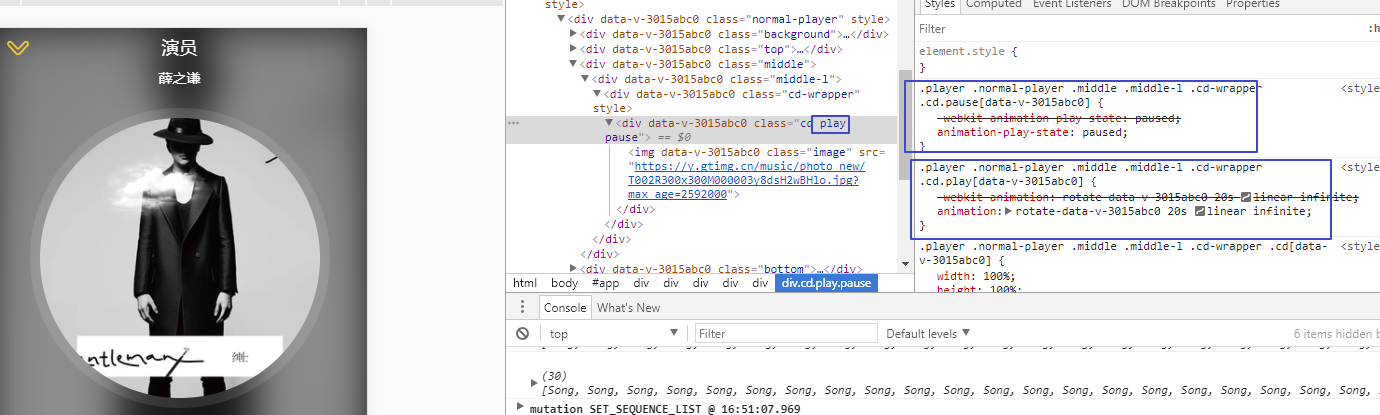 演员
薛之谦
entleman
style>
▼<div data-v-3015abc0 class="normal-player" style>
▶<div data-v-3015abc0 class="background">…</div>
▶<div data-v-3015abc0 class="top">…</div>
▼<div data-v-3015abc0 class="middle">
▼<div data-v-3015abc0 class="middle-l">
▼<div data-v-3015abc0 class="cd-wrapper"
style>
… ▼<div data-v-3015abc0 class="cd play
pause"> == $0
<img data-v-3015abc0 class="image" src=
"https://y.gtimg.cn/music/photo_new/
T002R300x300M000003y8dsH2wBHlo.jpg?
max_age=2592000">
</div>
</div>
</div>
</div>
▶<div data-v-3015abc0 class="bottom">…</div>
html body #app div div div div div div.cd.play.pause
Styles Computed Event Listeners DOM Breakpoints Properties
Filter :h
element.style {
}
.player .normal-player .middle .middle-l .cd-wrapper <style
.cd.pause[data-v-3015abc0] {
-webkit-animation-play-state: paused;
animation-play-state: paused;
}
.player .normal-player .middle .middle-l .cd-wrapper <style
.cd.play[data-v-3015abc0] {
-webkit-animation: rotate-data-v-3015abc0 20s linear infinite;
animation:▶rotate-data-v-3015abc0 20s linear infinite;
}
.player .normal-player .middle .middle-l .cd-wrapper .cd[data- <style
v-3015abc0] {
width: 100%;
height: 100%;
Console What's New
top ▼ Filter Default levels ▼ 6 items hidden b
(30)
▶ [Song, Song, Song, Song, Song, Song, Song, Song, Song, Song, Song, Song, Song, Song, Song, Song, Song, Song, Song, Song, Song,
▶ mutation SET_SEQUENCE_LIST @ 16:51:07.969